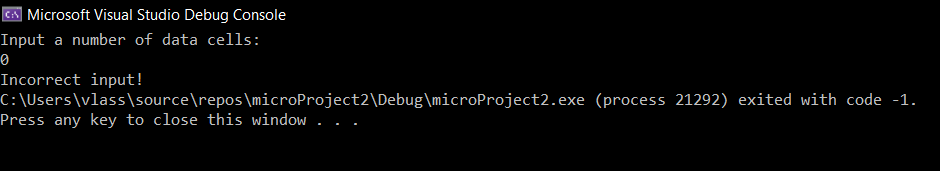 Microsoft Visual Studio Debug Console
Input a number of data cells:
0
Incorrect input!
C:\Users\vlass\source\repos\microProject2\Debug\microProject2.exe (process 21292) exited with code -1.
Press any key to close this window . . .